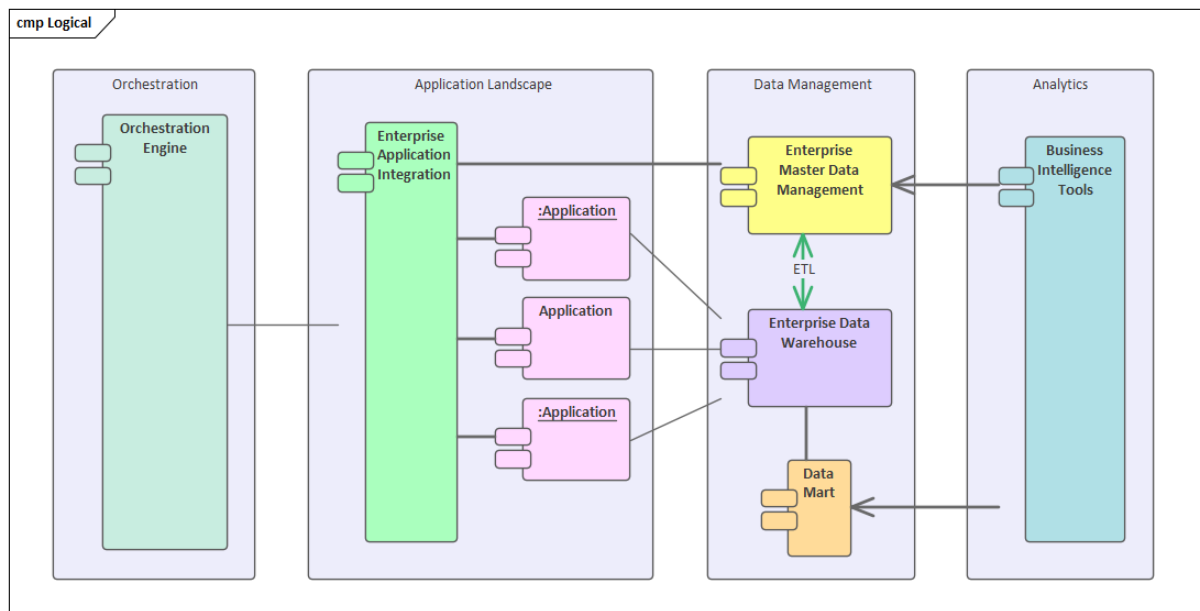 cmp Logical
Orchestration
Orchestration
Engine
Application Landscape
Enterprise
Application
Integration
:Application
Application
:Application
Data Management
Enterprise
Master Data
Management
ETL
Enterprise Data
Warehouse
Data
Mart
Analytics
Business
Intelligence
Tools